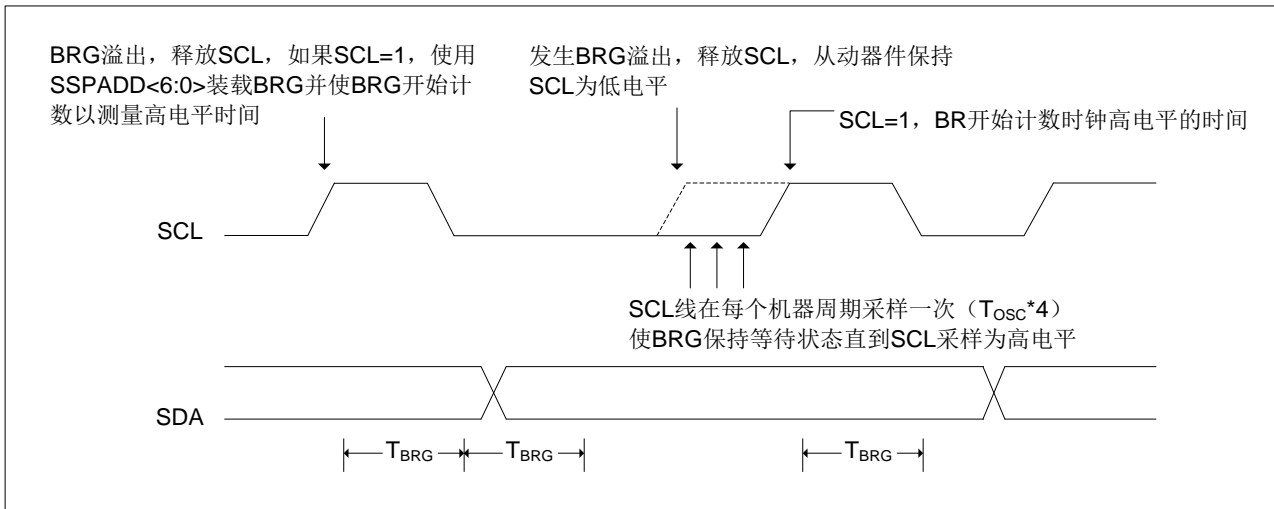 BRG溢出，释放SCL，如果SCL=1，使用
SSPADD<6:0>装载BRG并使BRG开始计
数以测量高电平时间
发生BRG溢出，释放SCL，从动器件保持
SCL为低电平
SCL=1，BR开始计数时钟高电平的时间
SCL
SCL线在每个机器周期采样一次（TOSC*4）
使BRG保持等待状态直到SCL采样为高电平
SDA
TBRG
TBRG
TBRG